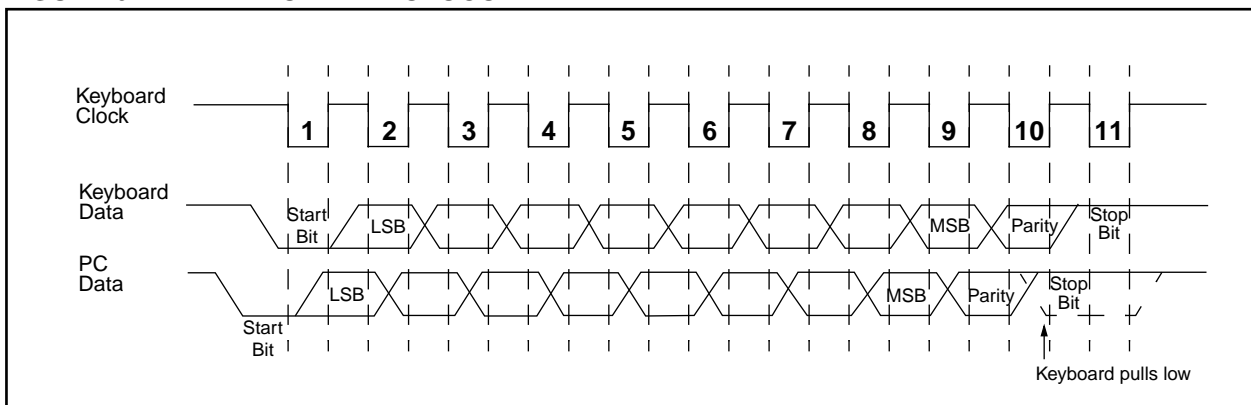 Keyboard
Clock
1 2 3 4 5 6 7 8 9 10 11
Keyboard
Data
Start
Bit
LSB
MSB
Parity
Stop
Bit
PC
Data
Start
Bit
LSB
MSB
Parity
Stop
Bit
Keyboard pulls low